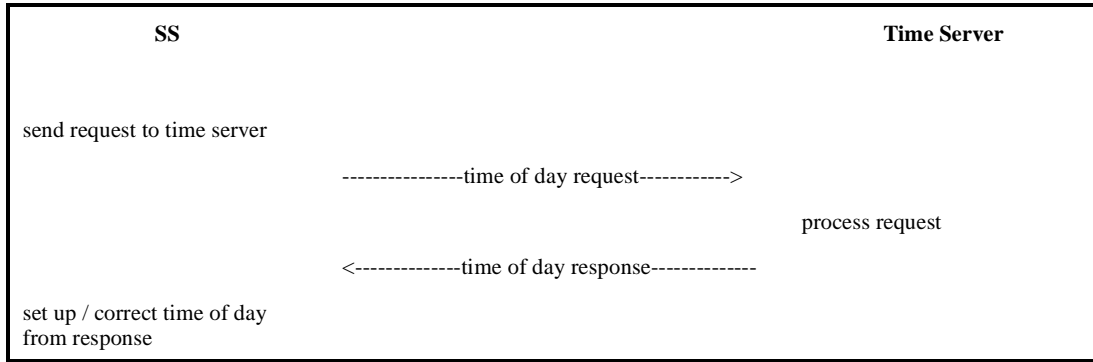 SS Time Server
send request to time server
----------------time of day request------------>
process request
<--------------time of day response--------------
set up / correct time of day
from response